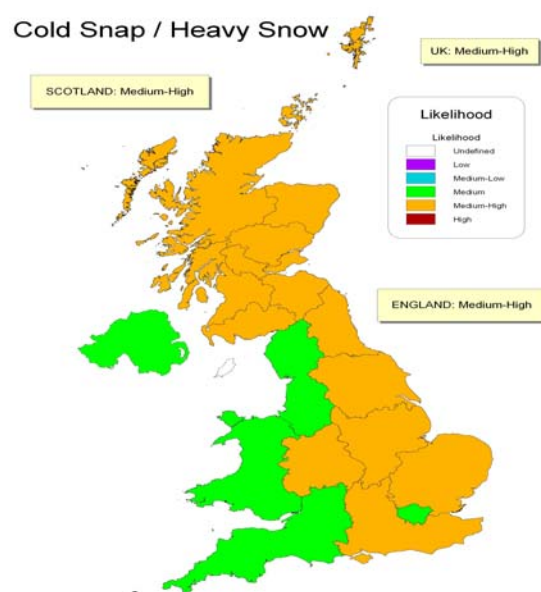 Cold Snap / Heavy Snow
UK: Medium-High
SCOTLAND: Medium-High
Likelihood
Likelihood
Undefined
Low
Medium-Low
Medium
Medium-High
High
ENGLAND: Medium-High